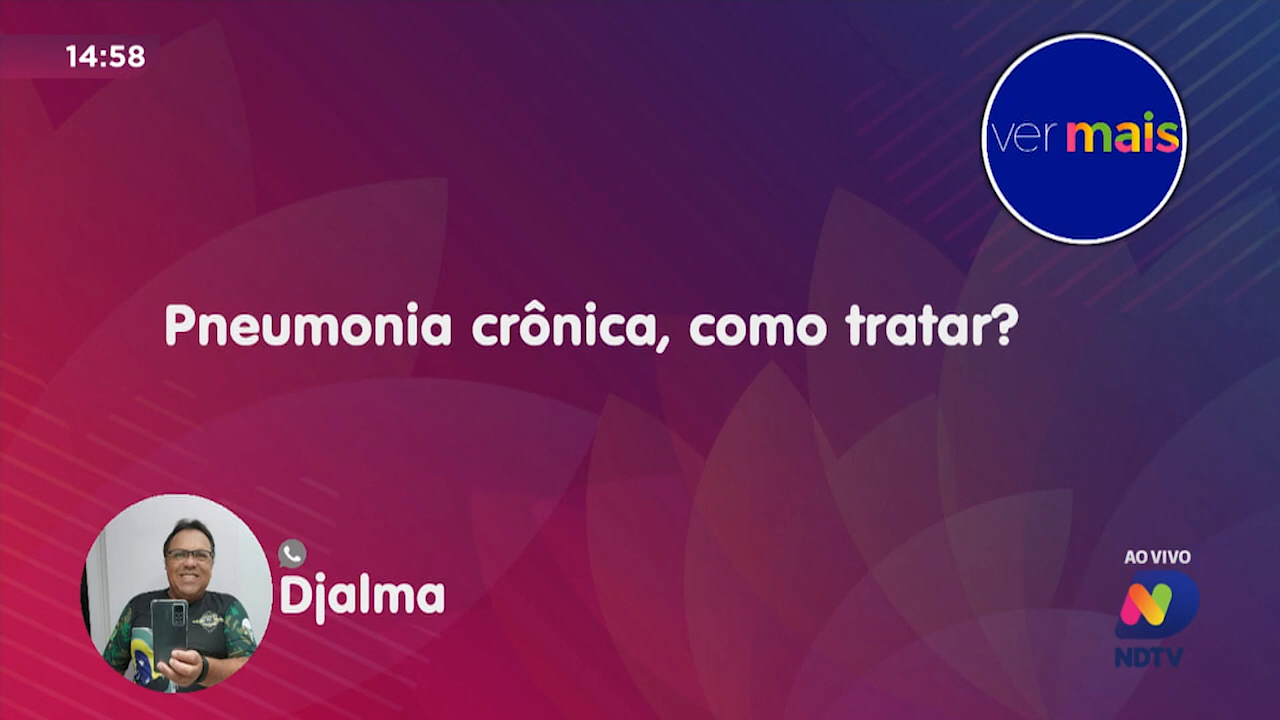 14:58
ver mais
Pneumonia crônica, como tratar?
Djalma
AO VIVO
NDTV